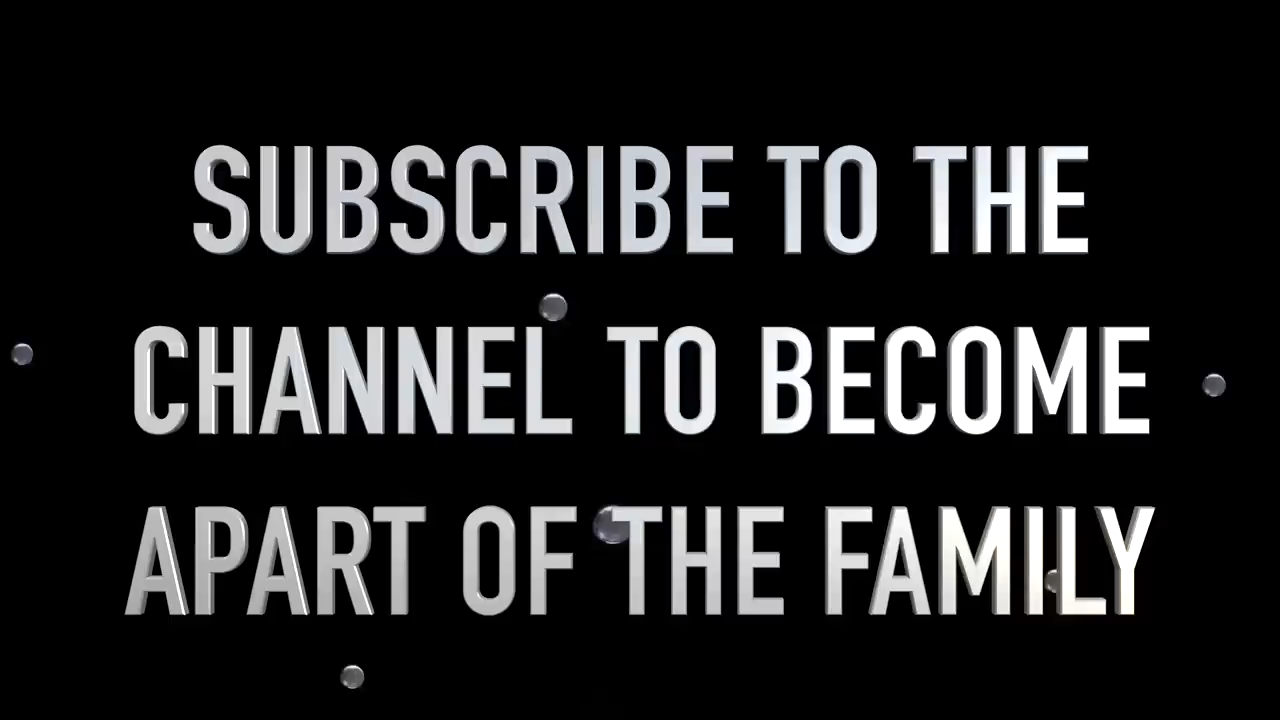 SUBSCRIBE TO THE
CHANNEL TO BECOME
APART OF THE FAMILY